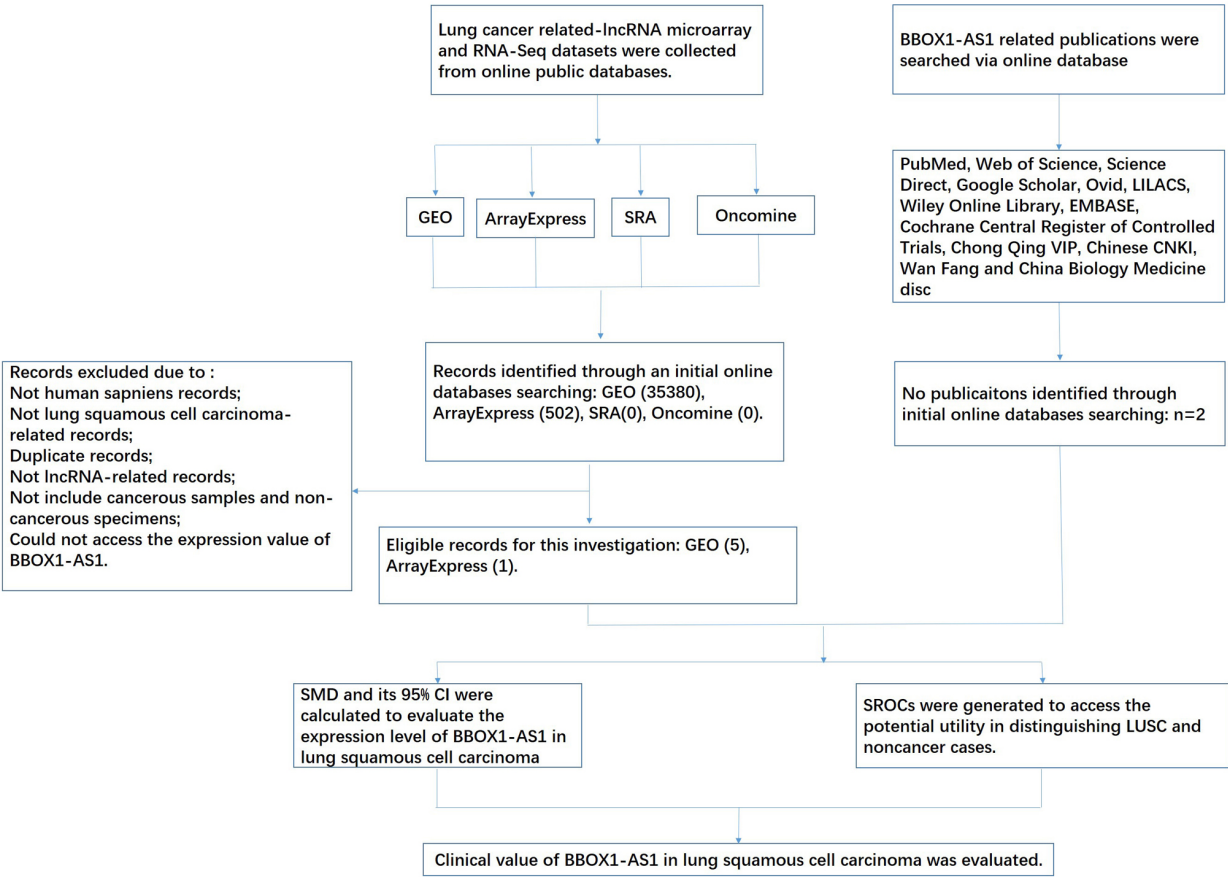 Lung cancer related-lncRNA microarray
and RNA-Seq datasets were collected
from online public databases.
BBOX1-AS1 related publications were
searched via online database
GEO
ArrayExpress
SRA
Oncomine
PubMed, Web of Science, Science
Direct, Google Scholar, Ovid, LILACS,
Wiley Online Library, EMBASE,
Cochrane Central Register of Controlled
Trials, Chong Qing VIP, Chinese CNKI,
Wan Fang and China Biology Medicine
disc
Records identified through an initial online
databases searching: GEO (35380),
ArrayExpress (502), SRA(0), Oncomine (0).
No publicaitons identified through
initial online databases searching: n=2
Records excluded due to :
Not human sapniens records;
Not lung squamous cell carcinoma-
related records;
Duplicate records;
Not lncRNA-related records;
Not include cancerous samples and non-
cancerous specimens;
Could not access the expression value of
BBOX1-AS1.
Eligible records for this investigation: GEO (5),
ArrayExpress (1).
SMD and its 95% CI were
calculated to evaluate the
expression level of BBOX1-AS1 in
lung squamous cell carcinoma
SROCs were generated to access the
potential utility in distinguishing LUSC and
noncancer cases.
Clinical value of BBOX1-AS1 in lung squamous cell carcinoma was evaluated.